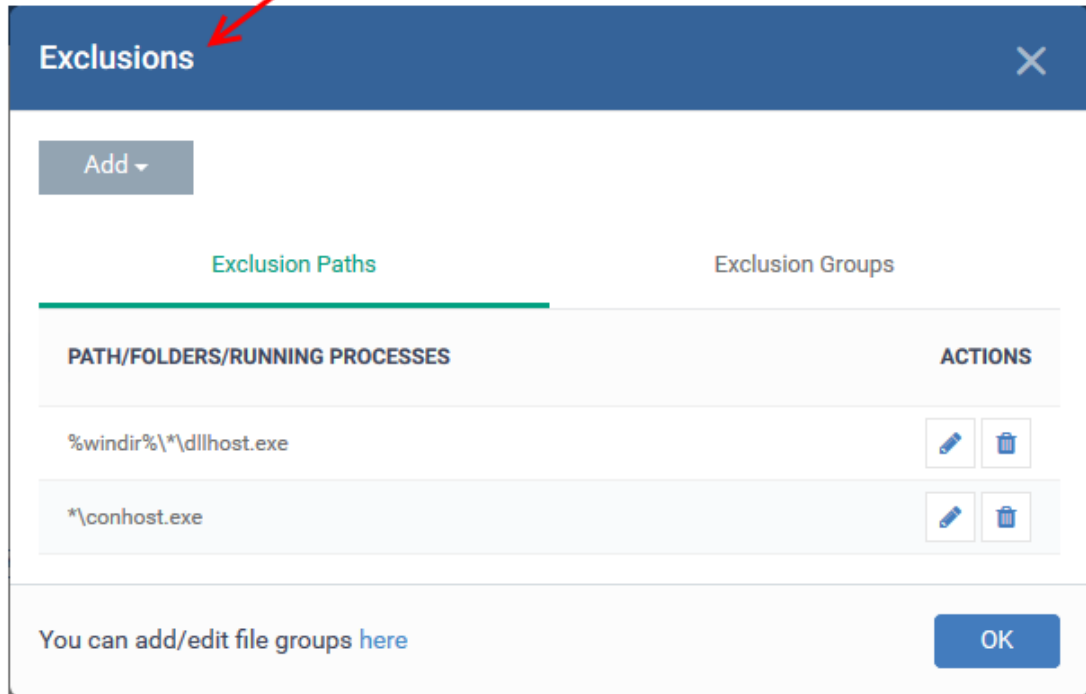 Exclusions
Add
Exclusion Paths Exclusion Groups
PATH/FOLDERS/RUNNING PROCESSES ACTIONS
%windir%\*\dllhost.exe
*\conhost.exe
You can add/edit file groups here OK